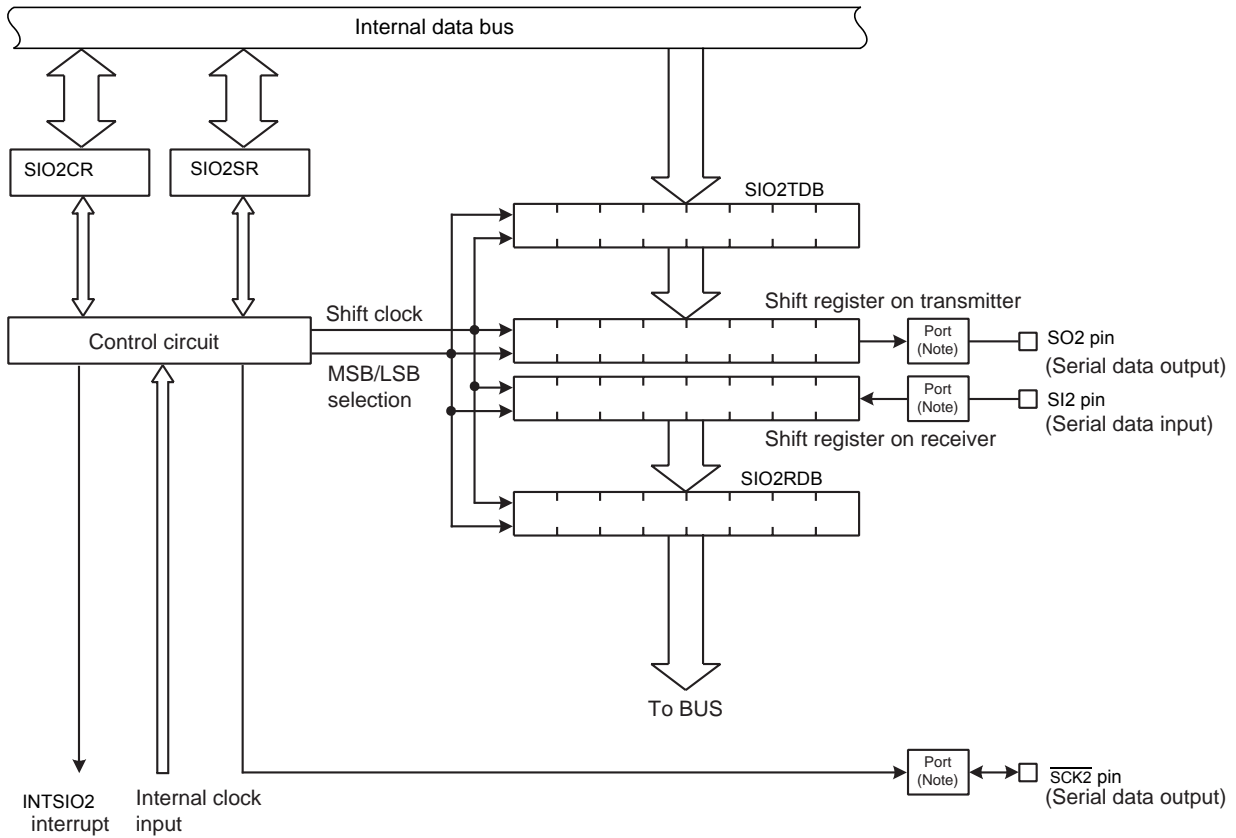 Internal data bus
SIO2CR
SIO2SR
SIO2TDB
Shift clock
Shift register on transmitter
Control circuit
Port
(Note)
SO2 pin
(Serial data output)
MSB/LSB
selection
Port
(Note)
SI2 pin
(Serial data input)
Shift register on receiver
SIO2RDB
To BUS
Port
(Note)
SCK2 pin
(Serial data output)
INTSIO2
interrupt
Internal clock
input